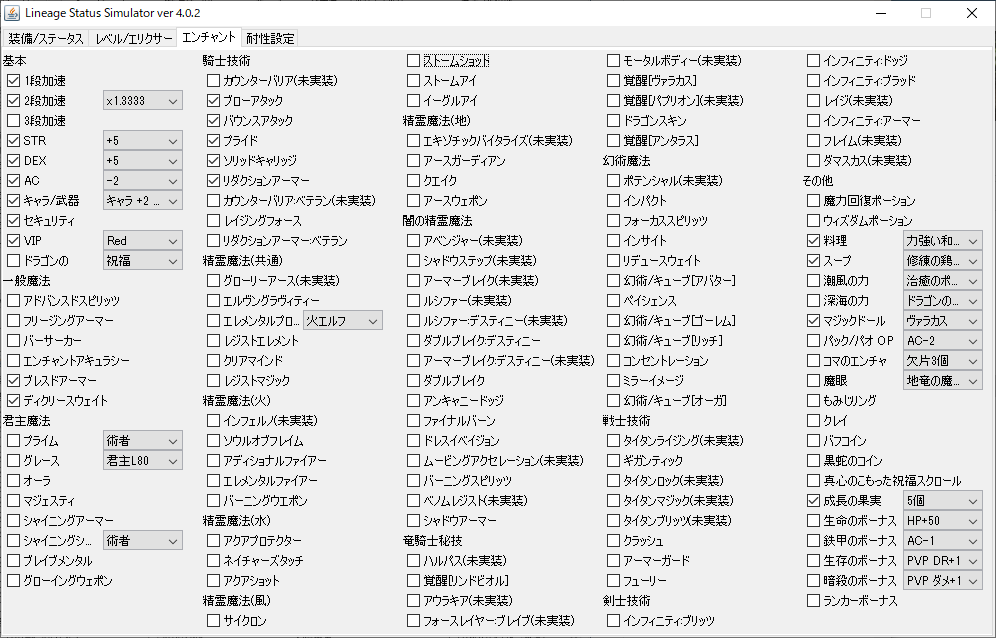 Lineage Status Simulator ver 4.0.2
装備/ステータス レベル/エリクサー エンチャント 耐性設定
基本
1段加速
2段加速 x1.3333
3段加速
STR +5
DEX +5
AC -2
キャラ/武器 キャラ +2 ...
セキュリティ
VIP Red
ドラゴンの 祝福
一般魔法
アドバンスドスピリッツ
フリージングアーマー
バーサーカー
エンチャントアキュラシー
ブレスドアーマー
ディクリースウェイト
君主魔法
プライム 術者
グレース 君主L80
オーラ
マジェスティ
シャイニングアーマー
シャイニングシ... 術者
ブレイブメンタル
グローイングウェポン
騎士技術
カウンターバリア(未実装)
ブローアタック
バウンスアタック
プライド
ソリッドキャリッジ
リダクションアーマー
カウンターバリア:ベテラン(未実装)
レイジングフォース
リダクションアーマー:ベテラン
精霊魔法(共通)
グローリーアース(未実装)
エルヴングラヴィティー
エレメンタルプロ... 火エルフ
レジストエレメント
クリアマインド
レジストマジック
精霊魔法(火)
インフェルノ(未実装)
ソウルオブフレイム
アディショナルファイアー
エレメンタルファイアー
バーニングウエポン
精霊魔法(水)
アクアプロテクター
ネイチャーズタッチ
アクアショット
精霊魔法(風)
サイクロン
ストームショット
ストームアイ
イーグルアイ
精霊魔法(地)
エキゾチックバイタライズ(未実装)
アースガーディアン
クエイク
アースウェポン
闇の精霊魔法
アベンジャー(未実装)
シャドウステップ(未実装)
アーマーブレイク(未実装)
ルシファー(未実装)
ルシファー:デスティニー(未実装)
ダブルブレイク:デスティニー
アーマーブレイク:デスティニー(未実装)
ダブルブレイク
アンキャニードッジ
ファイナルバーン
ドレスイベイジョン
ムービングアクセレーション(未実装)
バーニングスピリッツ
ベノムレジスト(未実装)
シャドウアーマー
竜騎士秘技
ハルパス(未実装)
覚醒[リンドビオル]
アウラキア(未実装)
フォースレイヤー:ブレイブ(未実装)
モータルボディー(未実装)
覚醒[ヴァラカス]
覚醒[パプリオン](未実装)
ドラゴンスキン
覚醒[アンタラス]
幻術魔法
ポテンシャル(未実装)
インパクト
フォーカススピリッツ
インサイト
リデュースウェイト
幻術/キューブ[アバター]
ペイシェンス
幻術/キューブ[ゴーレム]
幻術/キューブ[リッチ]
コンセントレーション
ミラーイメージ
幻術/キューブ[オーガ]
戦士技術
タイタンライジング(未実装)
ギガンティック
タイタンロック(未実装)
タイタンマジック(未実装)
タイタンブリッツ(未実装)
クラッシュ
アーマーガード
フューリー
剣士技術
インフィニティ:ブリッツ
インフィニティ:ドッジ
インフィニティ:ブラッド
レイジ(未実装)
インフィニティ:アーマー
フレイム(未実装)
ダマスカス(未実装)
その他
魔力回復ポーション
ウィズダムポーション
料理 力強い和...
スープ 修練の鶏...
潮風の力 治癒のポ...
深海の力 ドラゴンの...
マジックドール ヴァラカス
パック/パオ OP AC-2
コマのエンチャ 欠片3個
魔眼 地竜の魔...
もみじリング
クレイ
バフコイン
黒蛇のコイン
真心のこもった祝福スクロール
成長の果実 5個
生命のボーナス HP+50
鉄甲のボーナス AC-1
生存のボーナス PVP DR+1
暗殺のボーナス PVP ダメ+1
ランカーボーナス